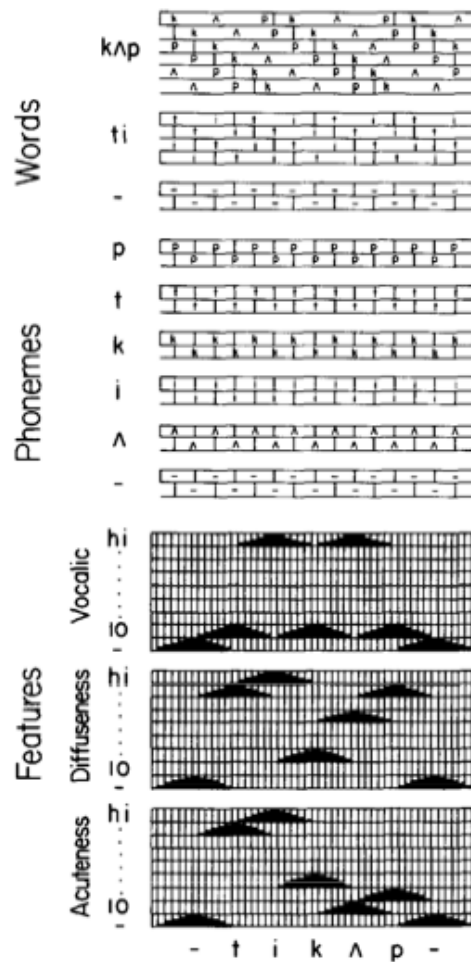 Words
kʌp
k ʌ p k ʌ p k ʌ
k ʌ p k ʌ p k
p k ʌ p k ʌ p k
p k ʌ p k ʌ p
ʌ p k ʌ p k ʌ p
ʌ p k ʌ p k ʌ
ti
t i t i t i t i
t i t i t i t
i t i t i t i t
i t i t i t i
-
- - - - - - - -
- - - - - - -
Phonemes
p
p p p p p p p p
p p p p p p p
t
t t t t t t t t
t t t t t t t
k
k k k k k k k k
k k k k k k k
i
i i i i i i i i
i i i i i i i
ʌ
ʌ ʌ ʌ ʌ ʌ ʌ ʌ ʌ
ʌ ʌ ʌ ʌ ʌ ʌ ʌ
-
- - - - - - - -
- - - - - - -
Features
Vocalic
hi
lo
-
Diffuseness
hi
lo
-
Acuteness
hi
lo
-
- t i k ʌ p -